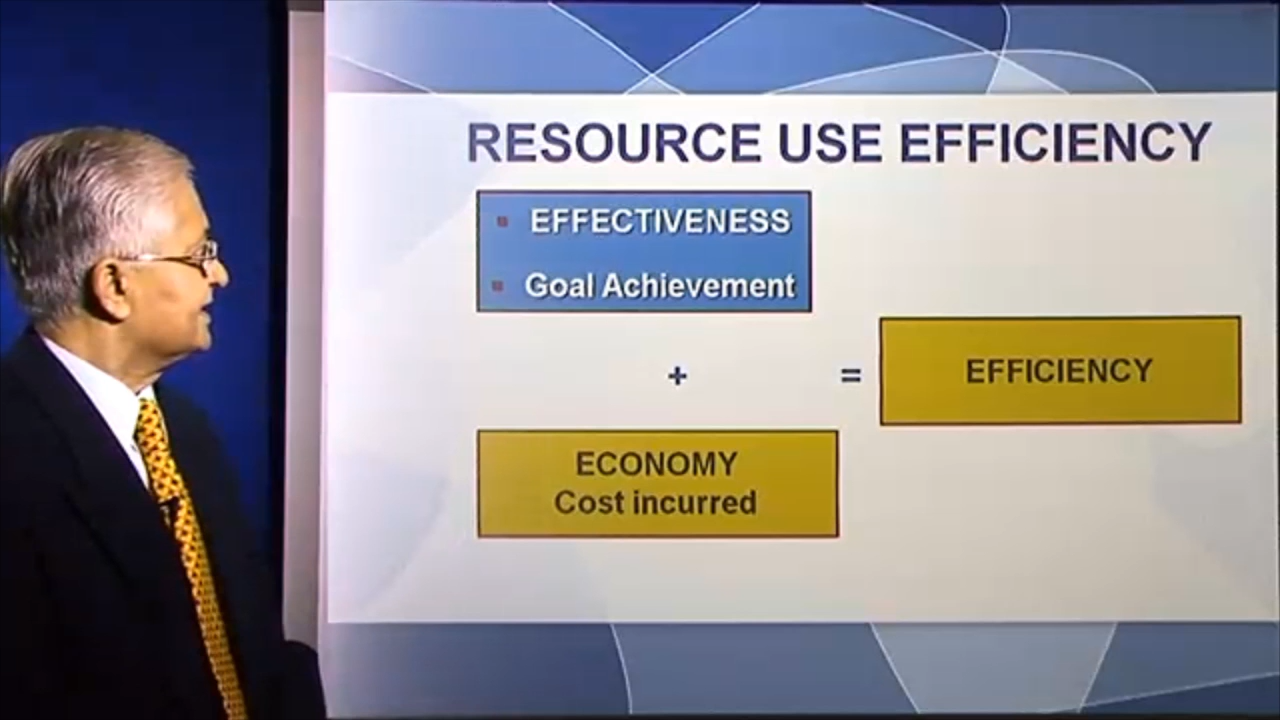 RESOURCE USE EFFICIENCY
▪ EFFECTIVENESS
▪ Goal Achievement
+
=
EFFICIENCY
ECONOMY
Cost incurred